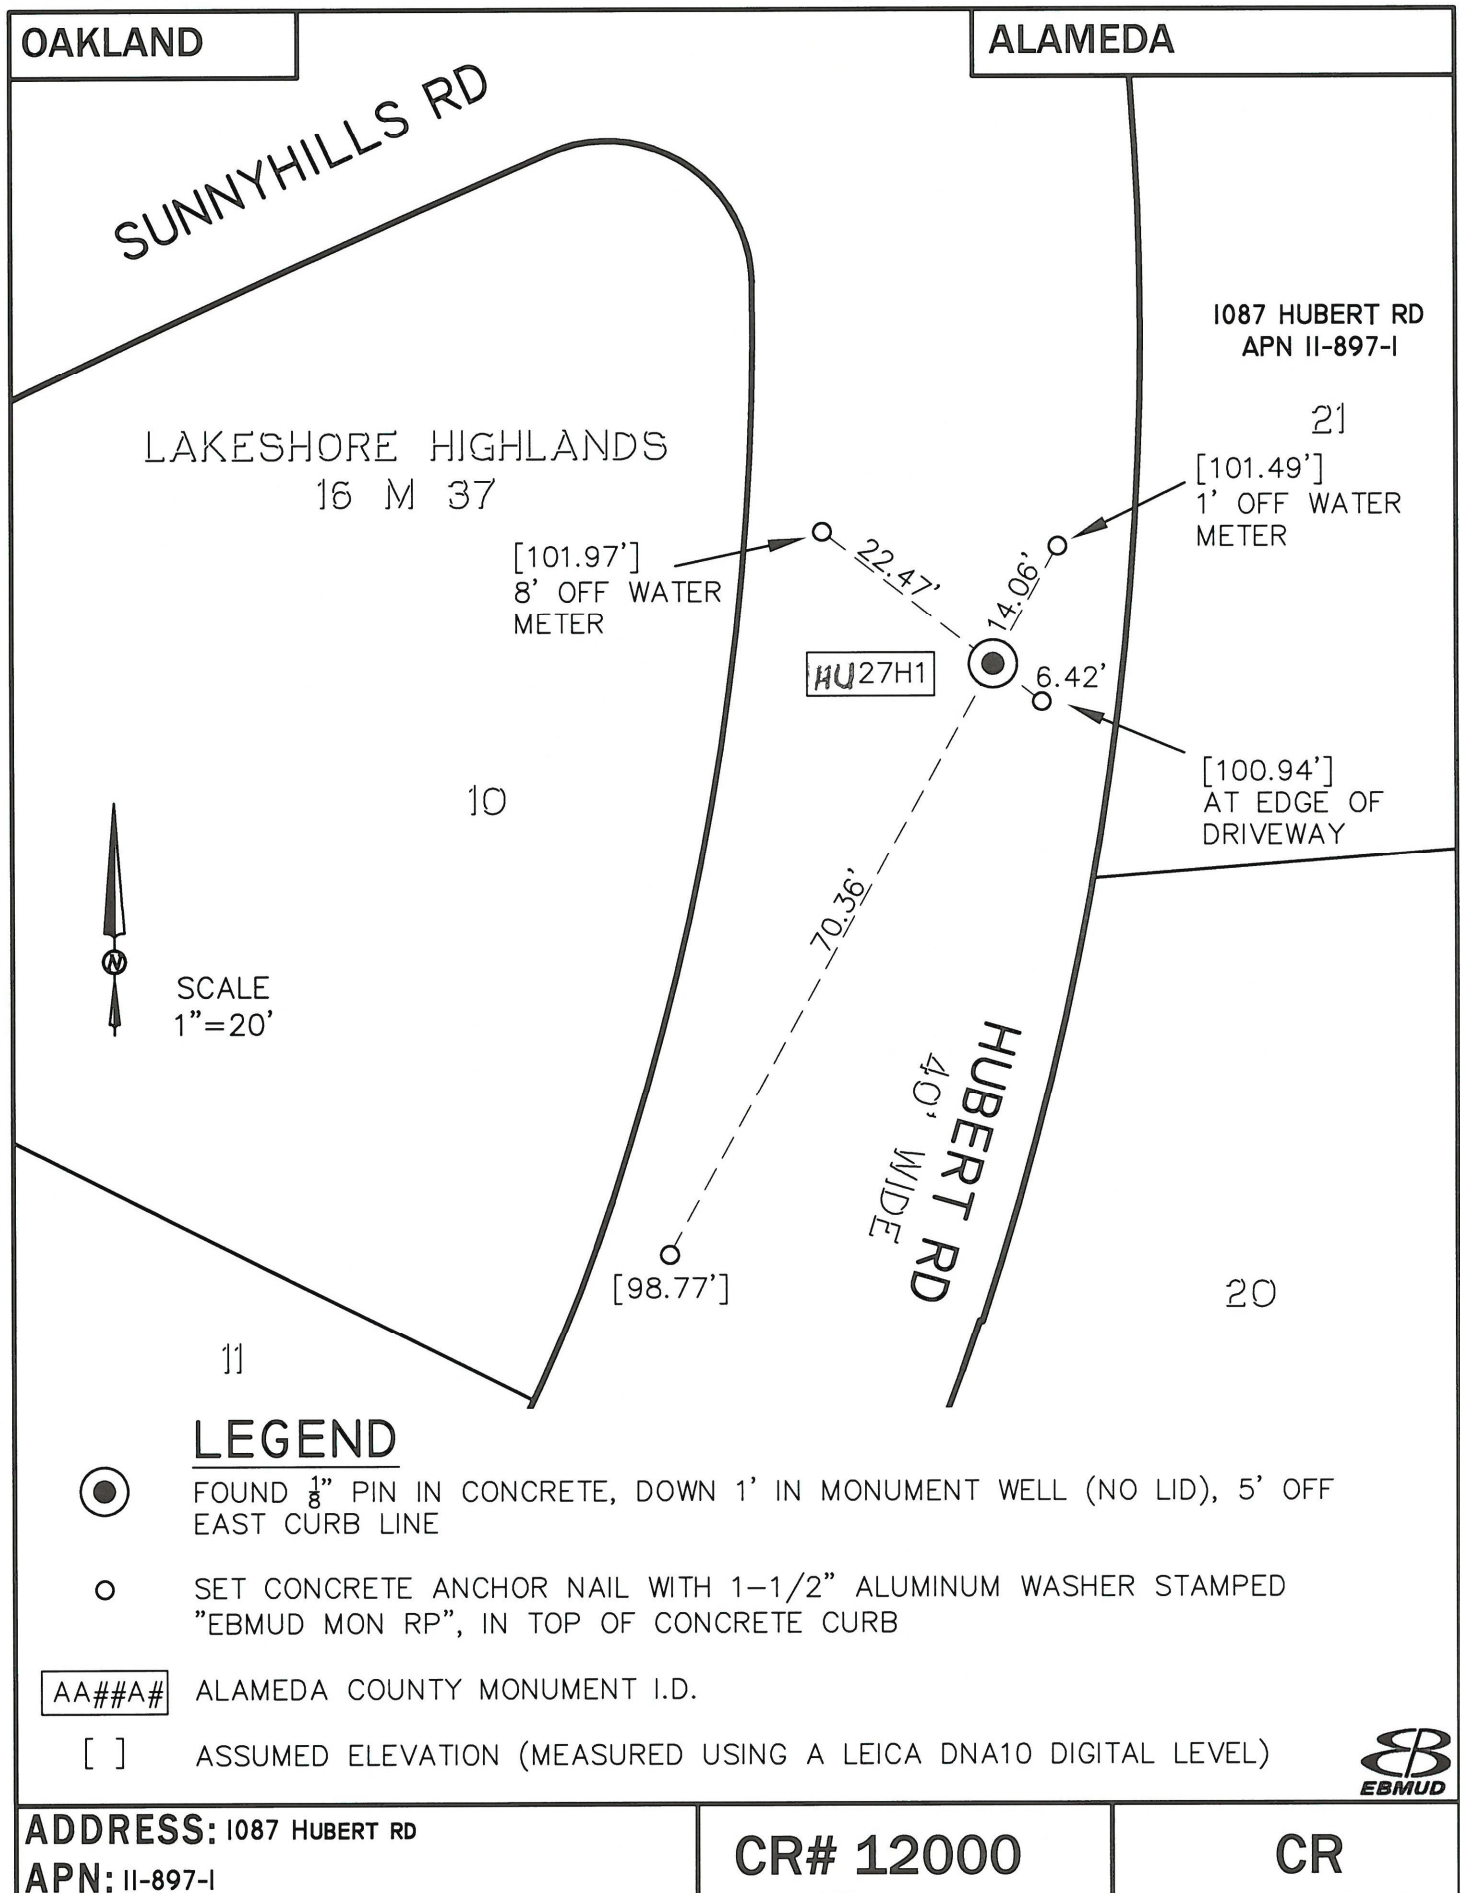 OAKLAND
ALAMEDA
SUNNYHILLS RD
1087 HUBERT RD
APN 11-897-1
21
LAKESHORE HIGHLANDS
16 M 37
[101.49']
1' OFF WATER
METER
[101.97']
8' OFF WATER
METER
22.47'
14.06'
HU27H1
6.42'
[100.94']
AT EDGE OF
DRIVEWAY
10
70.36'
N
SCALE
1"=20'
HUBERT RD
40' WIDE
[98.77']
20
11
LEGEND
FOUND 1/8" PIN IN CONCRETE, DOWN 1' IN MONUMENT WELL (NO LID), 5' OFF
EAST CURB LINE
SET CONCRETE ANCHOR NAIL WITH 1-1/2" ALUMINUM WASHER STAMPED
"EBMUD MON RP", IN TOP OF CONCRETE CURB
AA##A# ALAMEDA COUNTY MONUMENT I.D.
[ ] ASSUMED ELEVATION (MEASURED USING A LEICA DNA10 DIGITAL LEVEL)
EBMUD
ADDRESS: 1087 HUBERT RD
APN: 11-897-1
CR# 12000
CR